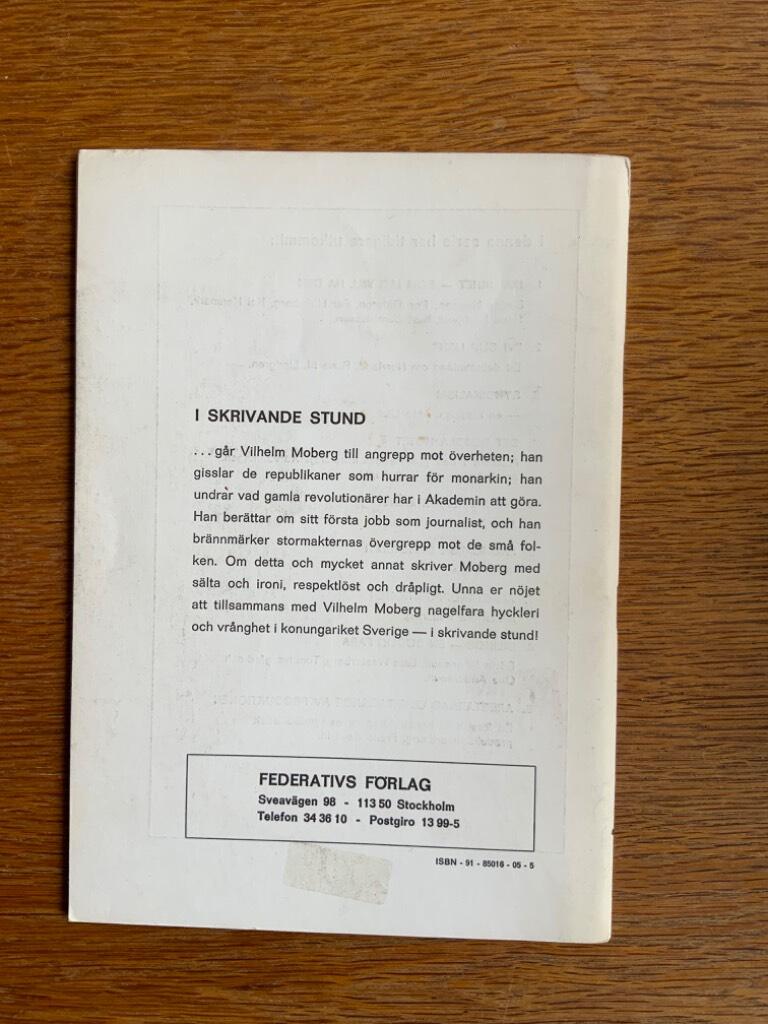 I SKRIVANDE STUND
... går Vilhelm Moberg till angrepp mot överheten; han
gisslar de republikaner som hurrar för monarkin; han
undrar vad gamla revolutionärer har i Akademin att göra.
Han berättar om sitt första jobb som journalist, och han
brännmärker stormakternas övergrepp mot de små fol-
ken. Om detta och mycket annat skriver Moberg med
sälta och ironi, respektlöst och dråpligt. Unna er nöjet
att tillsammans med Vilhelm Moberg nagelfara hyckleri
och vrånghet i konungariket Sverige — i skrivande stund!
FEDERATIVS FÖRLAG
Sveavägen 98 - 113 50 Stockholm
Telefon 34 36 10 - Postgiro 13 99-5
ISBN - 91 - 85016 - 05 - 5